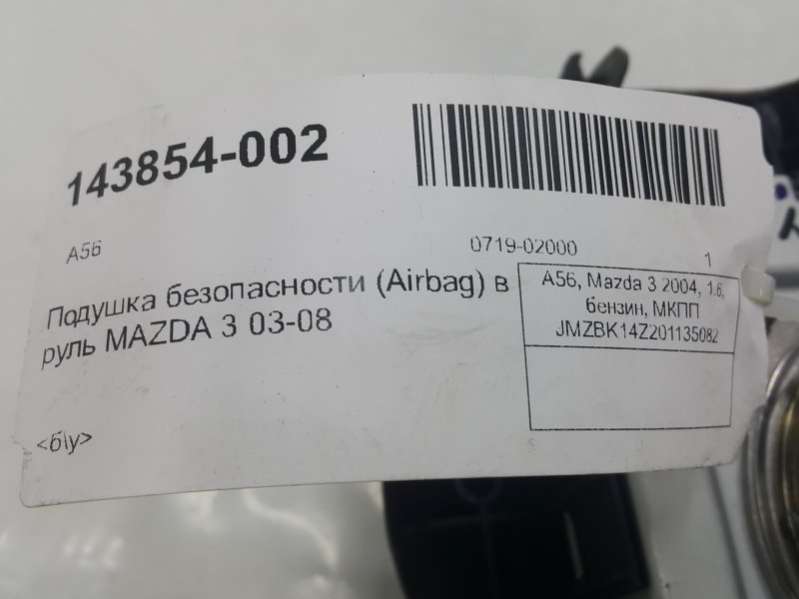 143854-002
A56
0719-02000
1
Подушка безопасности (Airbag) в
руль MAZDA 3 03-08
A56, Mazda 3 2004, 1.6,
бензин, МКПП
JMZBK14Z201135082
<б\у>